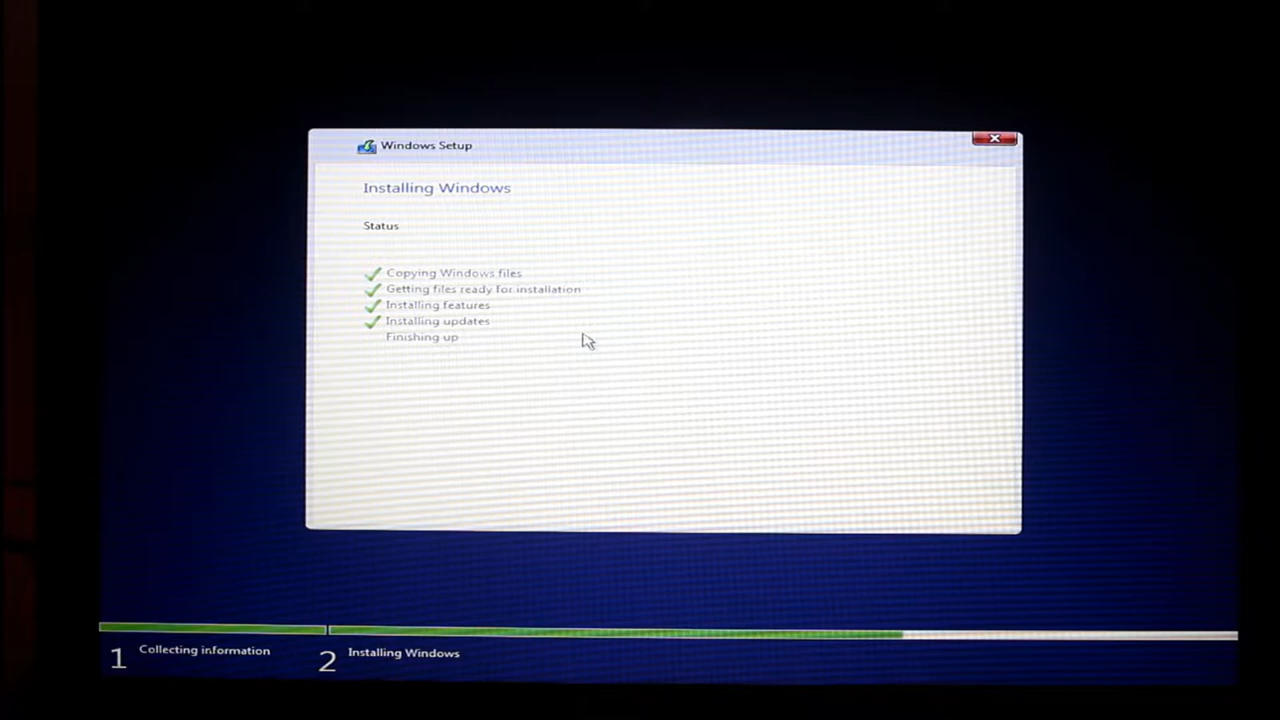 Windows Setup
Installing Windows
Status
Copying Windows files
Getting files ready for installation
Installing features
Installing updates
Finishing up
1 Collecting information
2 Installing Windows